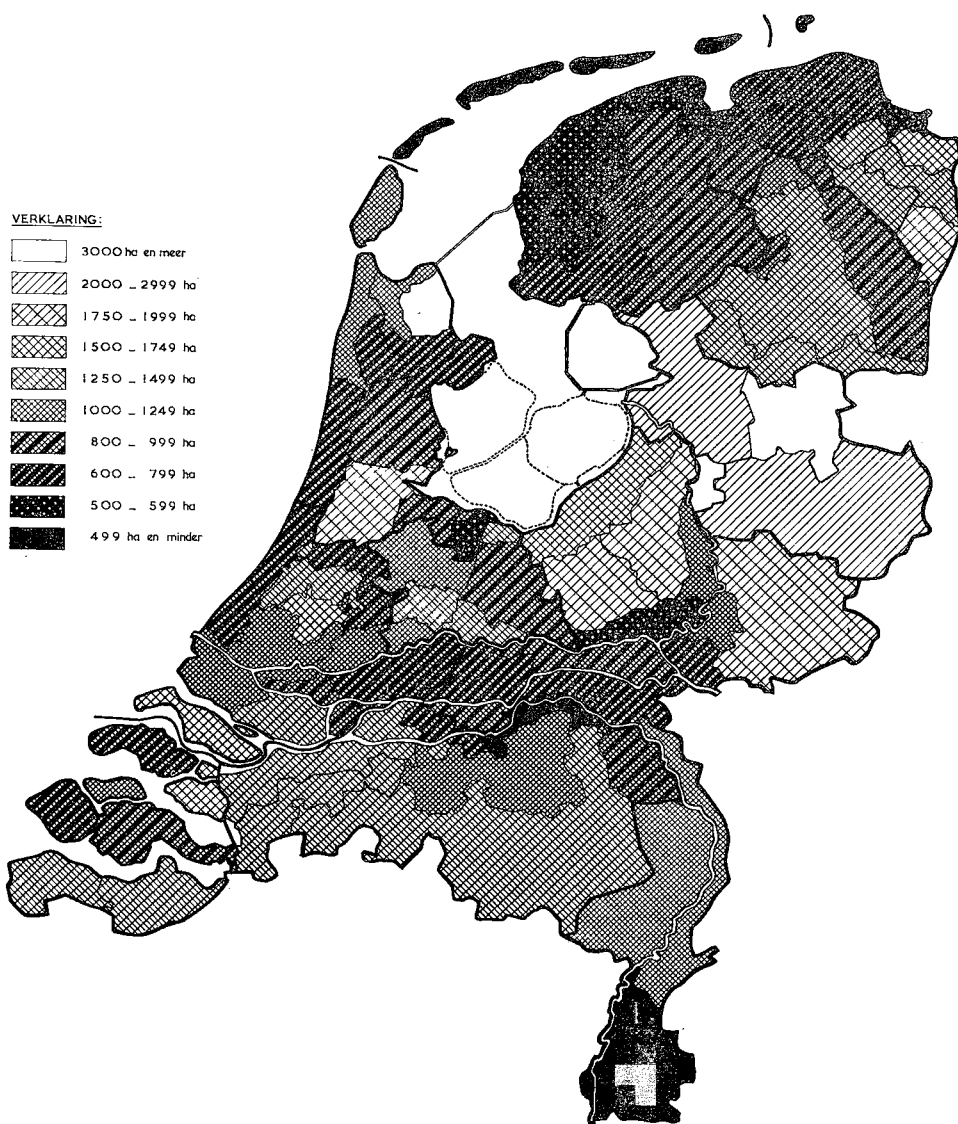 VERKLARING:
3000 ha en meer
2000 - 2999 ha
1750 - 1999 ha
1500 - 1749 ha
1250 - 1499 ha
1000 - 1249 ha
800 - 999 ha
600 - 799 ha
500 - 599 ha
499 ha en minder